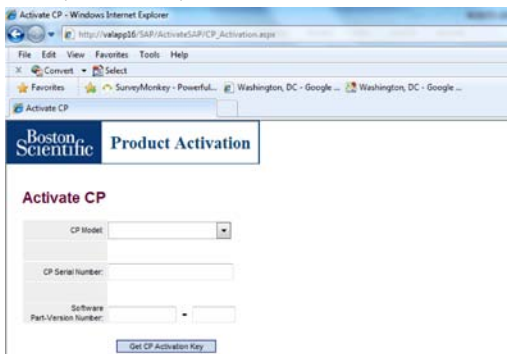 Activate CP - Windows Internet Explorer
http://valapp16/SAP/ActivateSAP/CP_Activation.aspx
File Edit View Favorites Tools Help
× Convert Select
Favorites SurveyMonkey - Powerful... Washington, DC - Google ... Washington, DC - Google ...
Activate CP
Boston Scientific Product Activation
Activate CP
CP Model:
CP Serial Number:
Software
Part-Version Number: -
Get CP Activation Key